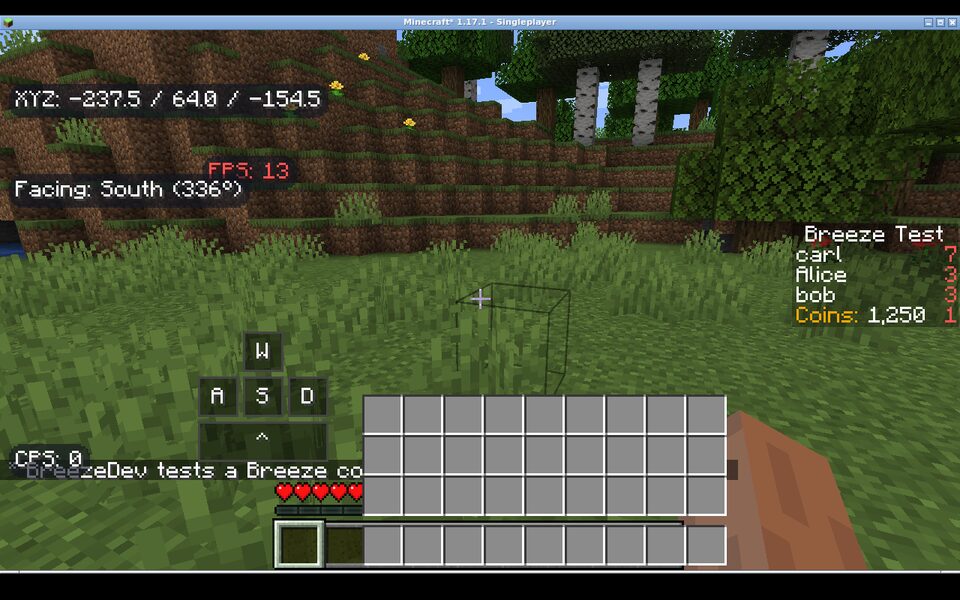 Minecraft* 1.17.1 - Singleplayer
XYZ: -237.5 / 64.0 / -154.5
FPS: 13
Facing: South (336°)
Breeze Test
carl 7
Alice 3
bob 3
Coins: 1,250 1
W
A S D
^
CPS: 0
BreezeDev tests a Breeze co